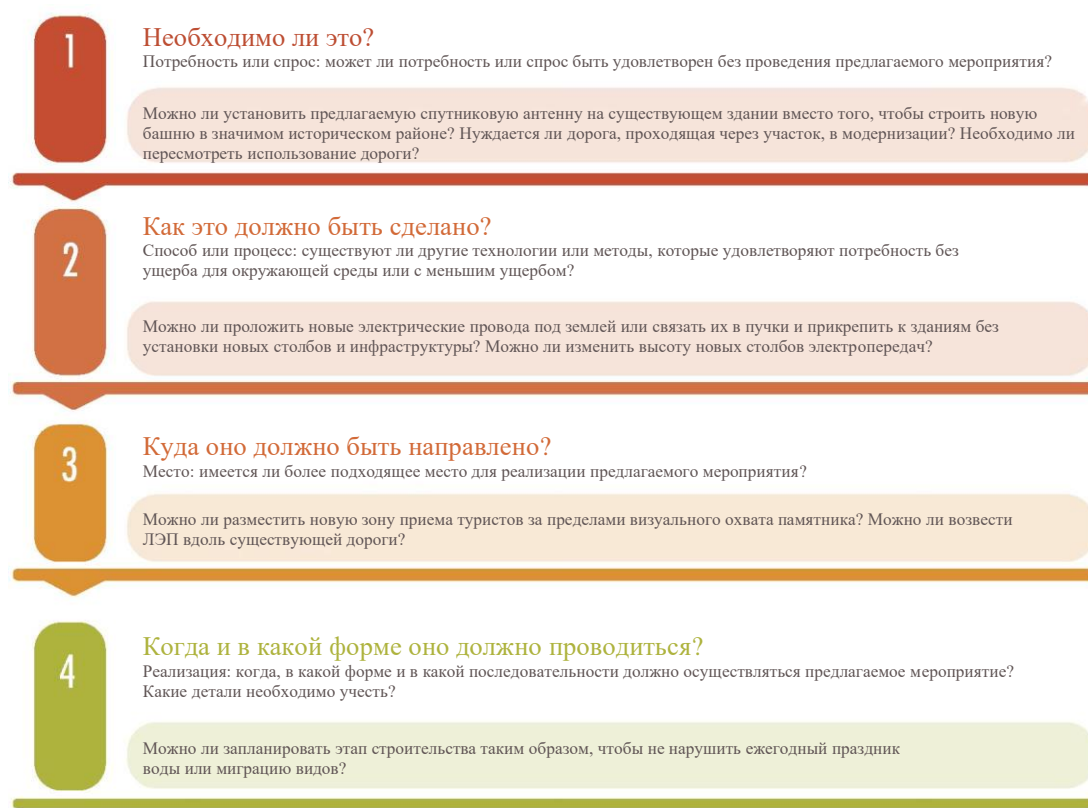 1
Необходимо ли это?
Потребность или спрос: может ли потребность или спрос быть удовлетворен без проведения предлагаемого мероприятия?
Можно ли установить предлагаемую спутниковую антенну на существующем здании вместо того, чтобы строить новую
башню в значимом историческом районе? Нуждается ли дорога, проходящая через участок, в модернизации? Необходимо ли
пересмотреть использование дороги?
2
Как это должно быть сделано?
Способ или процесс: существуют ли другие технологии или методы, которые удовлетворяют потребность без
ущерба для окружающей среды или с меньшим ущербом?
Можно ли проложить новые электрические провода под землей или связать их в пучки и прикрепить к зданиям без
установки новых столбов и инфраструктуры? Можно ли изменить высоту новых столбов электропередач?
3
Куда оно должно быть направлено?
Место: имеется ли более подходящее место для реализации предлагаемого мероприятия?
Можно ли разместить новую зону приема туристов за пределами визуального охвата памятника? Можно ли возвести
ЛЭП вдоль существующей дороги?
4
Когда и в какой форме оно должно проводиться?
Реализация: когда, в какой форме и в какой последовательности должно осуществляться предлагаемое мероприятие?
Какие детали необходимо учесть?
Можно ли запланировать этап строительства таким образом, чтобы не нарушить ежегодный праздник
воды или миграцию видов?